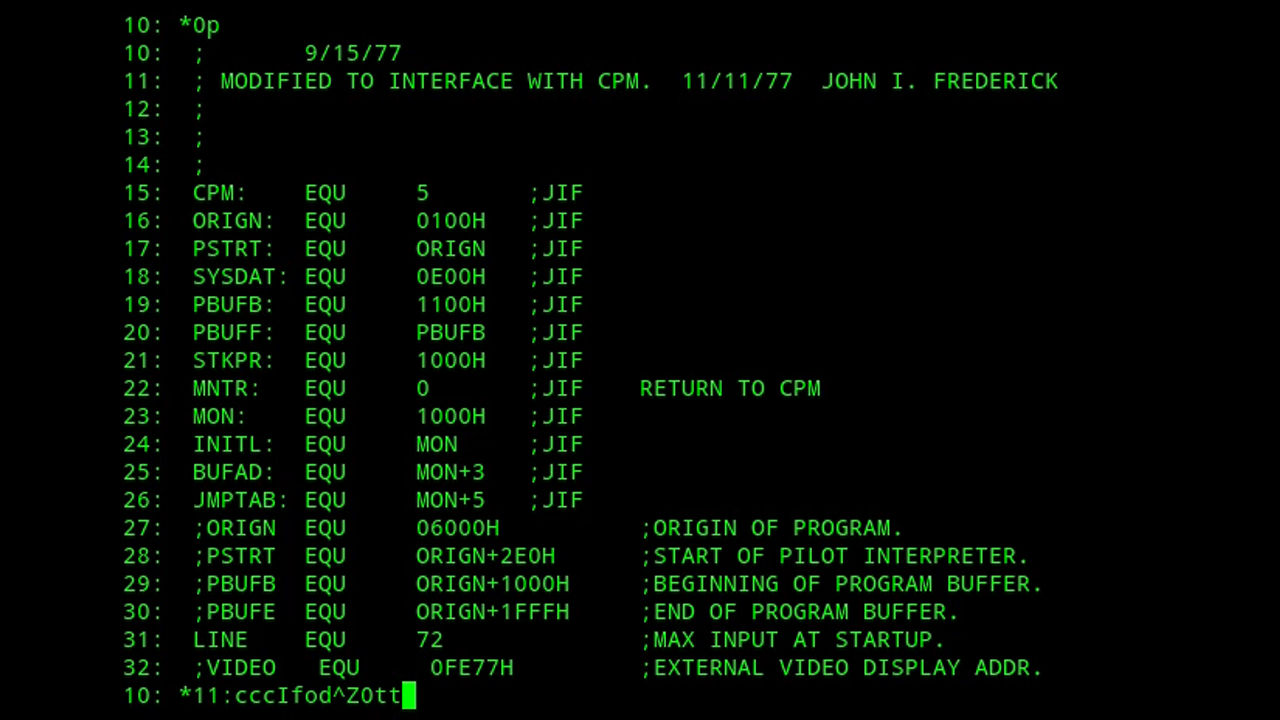 10: *0p
10:  ;       9/15/77
11:  ; MODIFIED TO INTERFACE WITH CPM.  11/11/77  JOHN I. FREDERICK
12:  ;
13:  ;
14:  ;
15:  CPM:    EQU     5       ;JIF
16:  ORIGN:  EQU     0100H   ;JIF
17:  PSTRT:  EQU     ORIGN   ;JIF
18:  SYSDAT: EQU     0E00H   ;JIF
19:  PBUFB:  EQU     1100H   ;JIF
20:  PBUFF:  EQU     PBUFB   ;JIF
21:  STKPR:  EQU     1000H   ;JIF
22:  MNTR:   EQU     0       ;JIF    RETURN TO CPM
23:  MON:    EQU     1000H   ;JIF
24:  INITL:  EQU     MON     ;JIF
25:  BUFAD:  EQU     MON+3   ;JIF
26:  JMPTAB: EQU     MON+5   ;JIF
27:  ;ORIGN  EQU     06000H          ;ORIGIN OF PROGRAM.
28:  ;PSTRT  EQU     ORIGN+2E0H      ;START OF PILOT INTERPRETER.
29:  ;PBUFB  EQU     ORIGN+1000H     ;BEGINNING OF PROGRAM BUFFER.
30:  ;PBUFE  EQU     ORIGN+1FFFH     ;END OF PROGRAM BUFFER.
31:  LINE    EQU     72              ;MAX INPUT AT STARTUP.
32:  ;VIDEO   EQU     0FE77H         ;EXTERNAL VIDEO DISPLAY ADDR.
10: *11:cccIfod^Z0tt